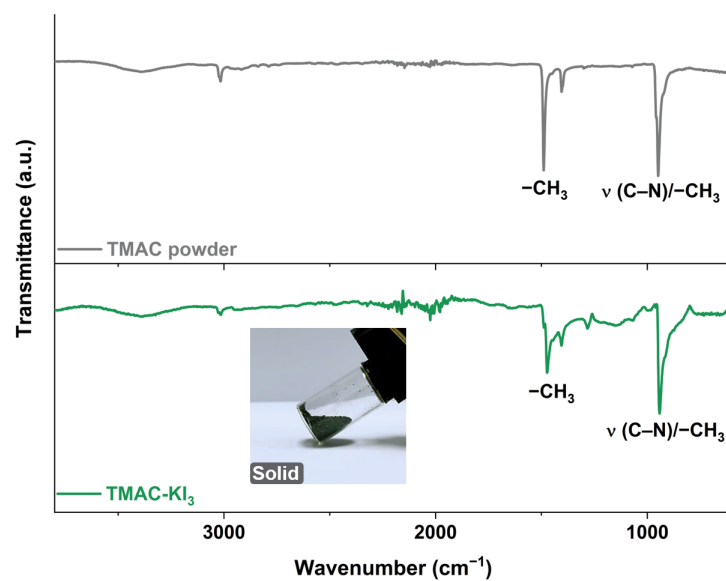 Transmittance (a.u.)
−CH₃
ν (C–N)/−CH₃
TMAC powder
−CH₃
ν (C–N)/−CH₃
Solid
TMAC-KI₃
3000 2000 1000
Wavenumber (cm⁻¹)